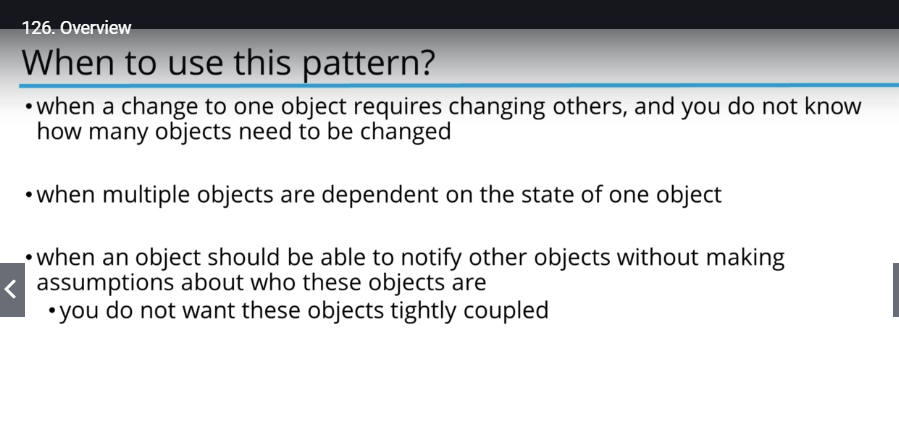 126. Overview
When to use this pattern?
• when a change to one object requires changing others, and you do not know
how many objects need to be changed
• when multiple objects are dependent on the state of one object
• when an object should be able to notify other objects without making
assumptions about who these objects are
• you do not want these objects tightly coupled